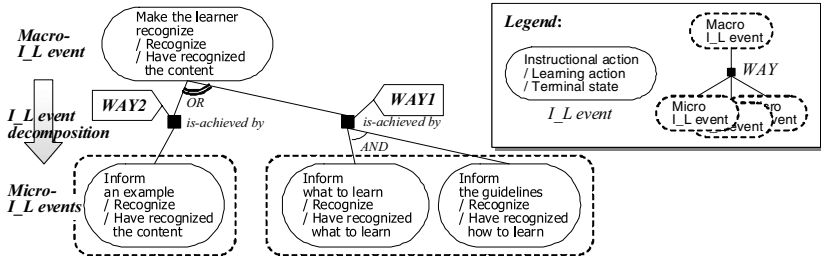 Macro-
I_L event
Make the learner
recognize
/ Recognize
/ Have recognized
the content
OR
WAY2
WAY1
is-achieved by
is-achieved by
AND
I_L event
decomposition
Micro-
I_L events
Inform
an example
/ Recognize
/ Have recognized
the content
Inform
what to learn
/ Recognize
/ Have recognized
what to learn
Inform
the guidelines
/ Recognize
/ Have recognized
how to learn
Legend:
Instructional action
/ Learning action
/ Terminal state
I_L event
Macro
I_L event
WAY
Micro
I_L event